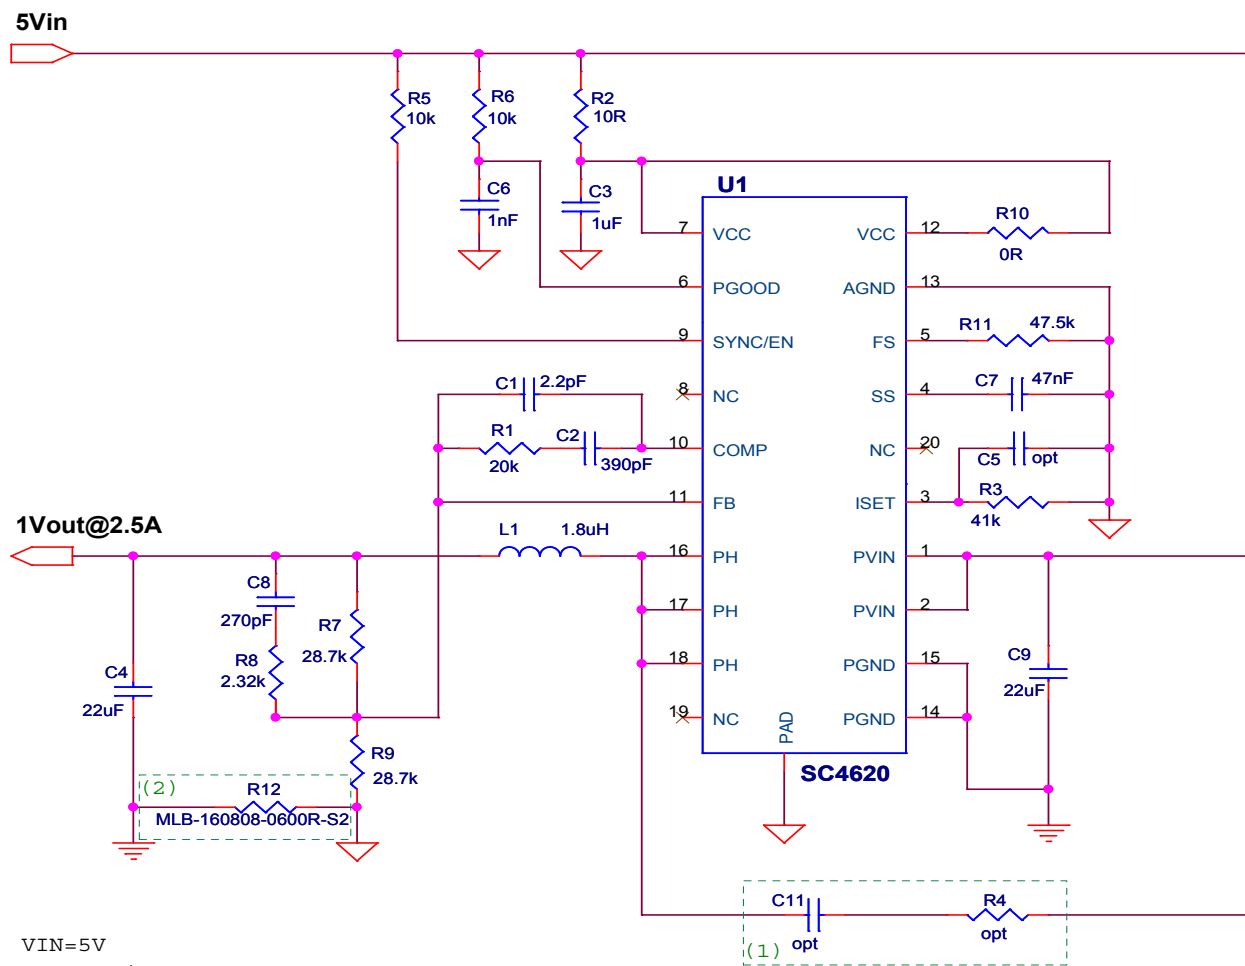 5Vin
R5
10k
R6
10k
R2
10R
C6
1nF
C3
1uF
U1
R10
0R
7 VCC
VCC 12
6 PGOOD
AGND 13
9 SYNC/EN
FS 5
R11 47.5k
8 NC
SS 4
C7 47nF
C1 2.2pF
R1
20k
C2
390pF
10 COMP
NC 20
C5 opt
11 FB
ISET 3
R3
41k
1Vout@2.5A
L1 1.8uH
16 PH
PVIN 1
17 PH
PVIN 2
18 PH
PGND 15
19 NC
PGND 14
PAD
SC4620
C8
270pF
R7
28.7k
R8
2.32k
C4
22uF
C9
22uF
R9
28.7k
(2)
R12
MLB-160808-0600R-S2
C11
opt
R4
opt
(1)
VIN=5V